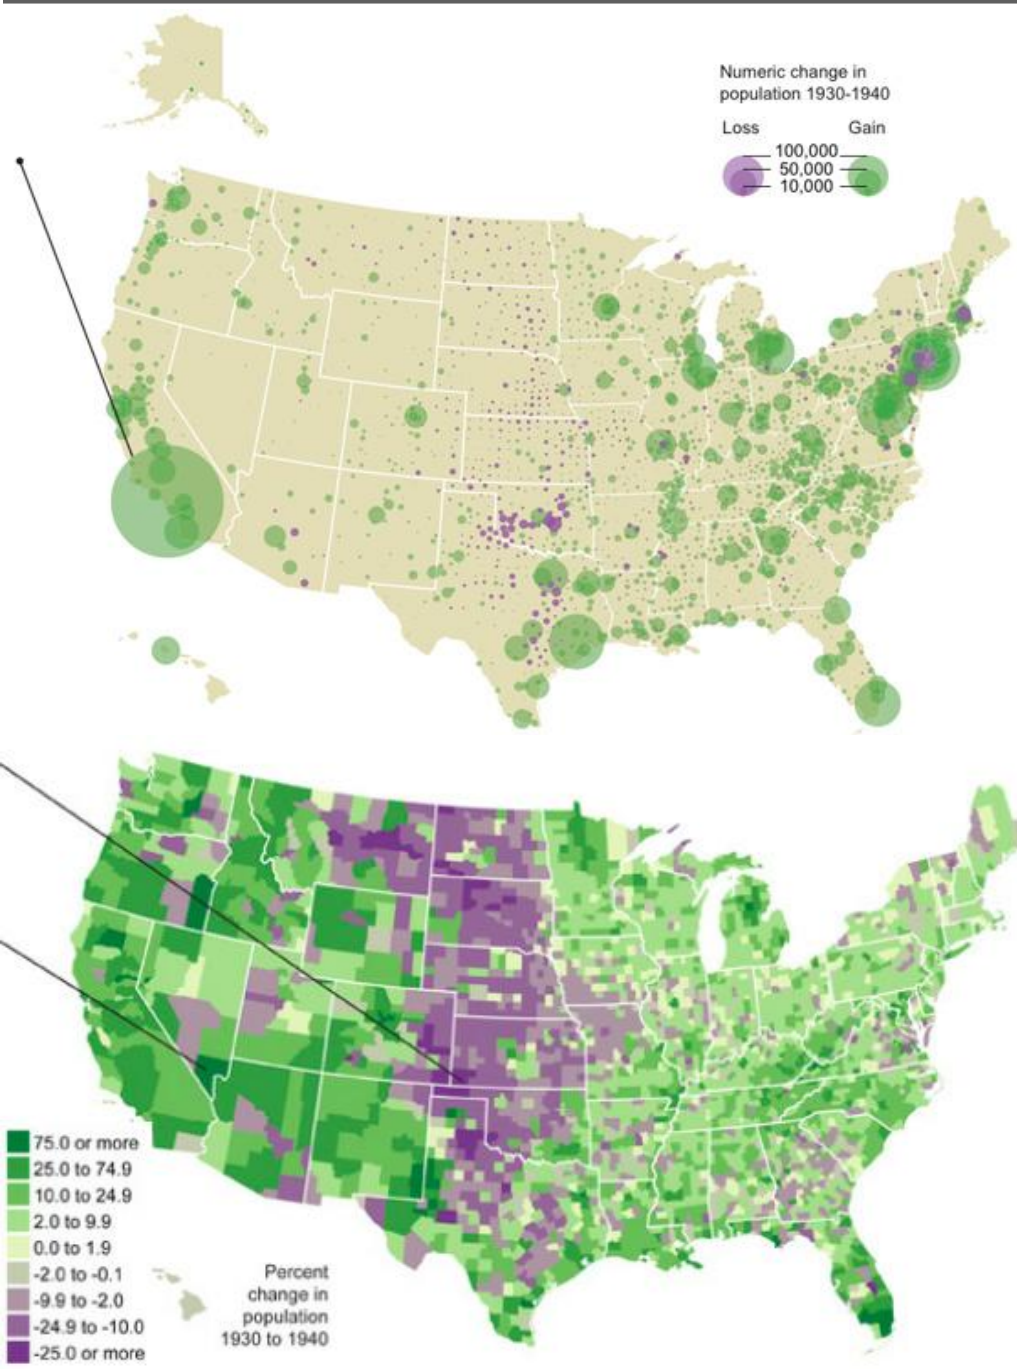 Numeric change in
population 1930-1940
Loss Gain
100,000
50,000
10,000
75.0 or more
25.0 to 74.9
10.0 to 24.9
2.0 to 9.9
0.0 to 1.9
-2.0 to -0.1
-9.9 to -2.0
-24.9 to -10.0
-25.0 or more
Percent
change in
population
1930 to 1940